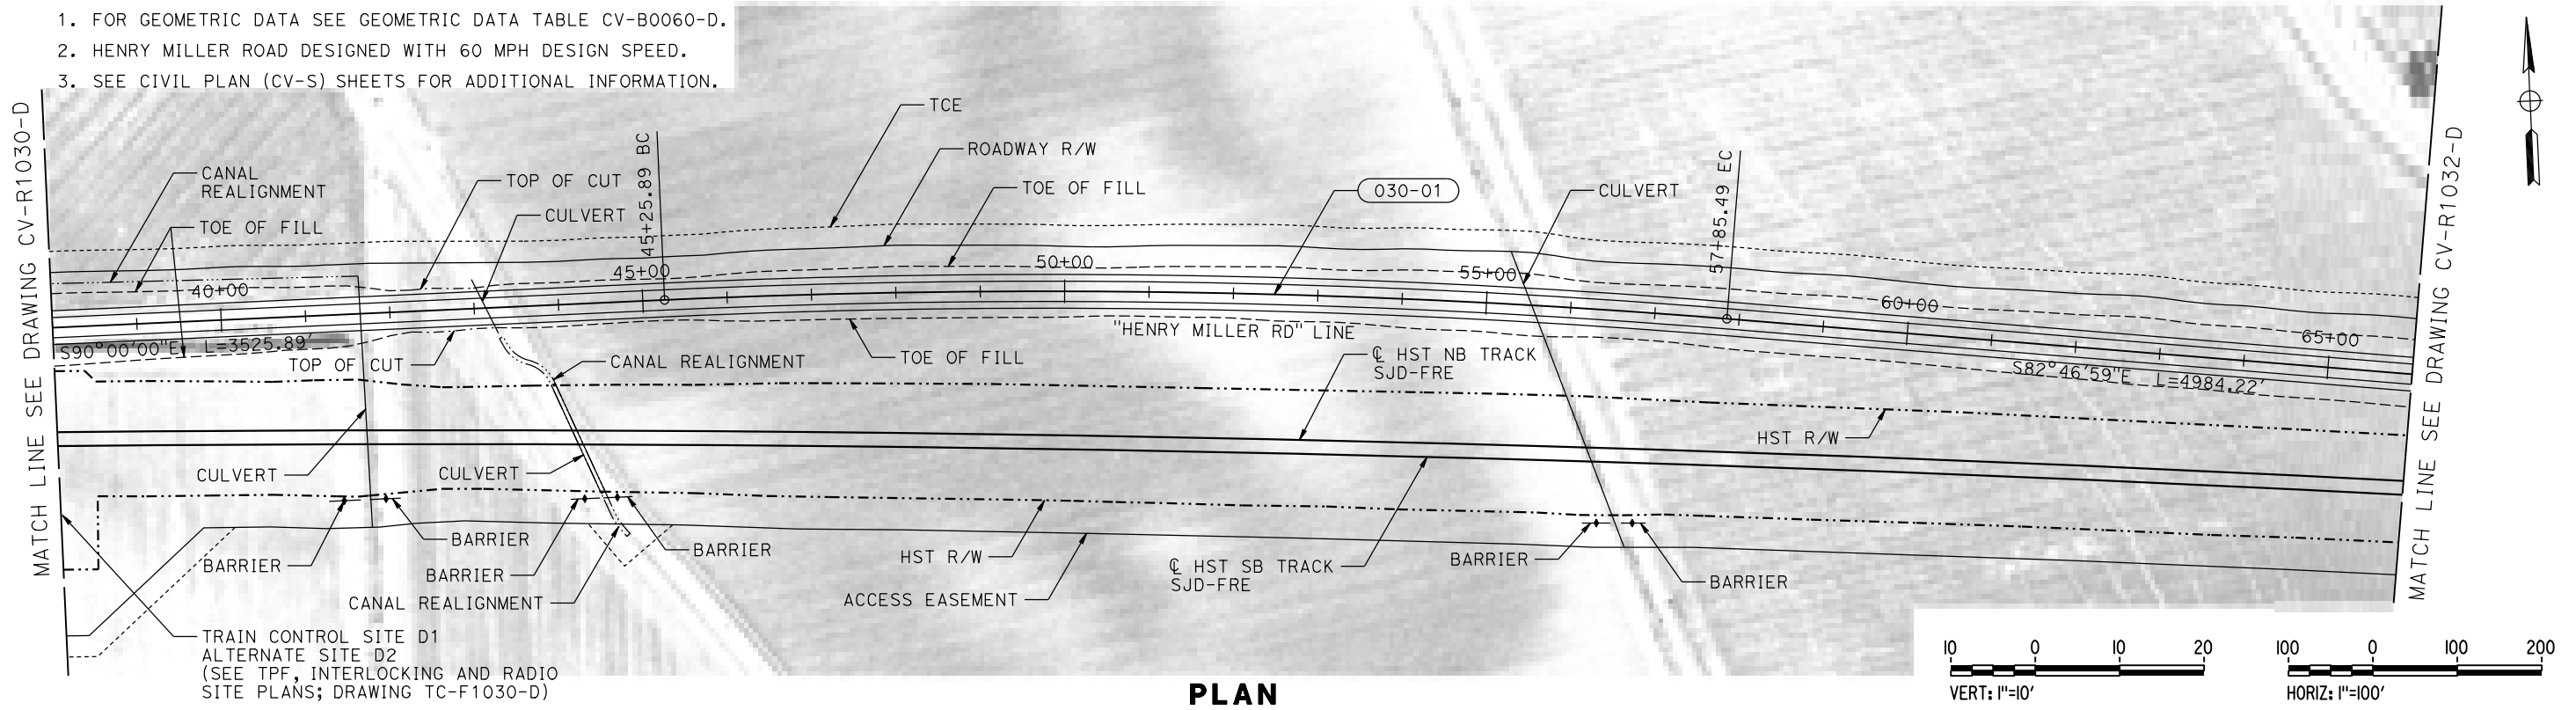 1. FOR GEOMETRIC DATA SEE GEOMETRIC DATA TABLE CV-B0060-D.
2. HENRY MILLER ROAD DESIGNED WITH 60 MPH DESIGN SPEED.
3. SEE CIVIL PLAN (CV-S) SHEETS FOR ADDITIONAL INFORMATION.
MATCH LINE SEE DRAWING CV-R1030-D
TCE
ROADWAY R/W
CANAL
REALIGNMENT
TOP OF CUT
45+25.89 BC
TOE OF FILL
030-01
CULVERT
57+85.49 EC
CULVERT
TOE OF FILL
40+00
45+00
50+00
55+00
60+00
65+00
"HENRY MILLER RD" LINE
S90°00'00"E L=3525.89'
TOP OF CUT
CANAL REALIGNMENT
TOE OF FILL
℄ HST NB TRACK
SJD-FRE
S82°46'59"E L=4984.22'
HST R/W
CULVERT
CULVERT
BARRIER
BARRIER
BARRIER
BARRIER
CANAL REALIGNMENT
HST R/W
ACCESS EASEMENT
℄ HST SB TRACK
SJD-FRE
BARRIER
BARRIER
MATCH LINE SEE DRAWING CV-R1032-D
TRAIN CONTROL SITE D1
ALTERNATE SITE D2
(SEE TPF, INTERLOCKING AND RADIO
SITE PLANS; DRAWING TC-F1030-D)
PLAN
10 0 10 20
VERT: 1"=10'
100 0 100 200
HORIZ: 1"=100'